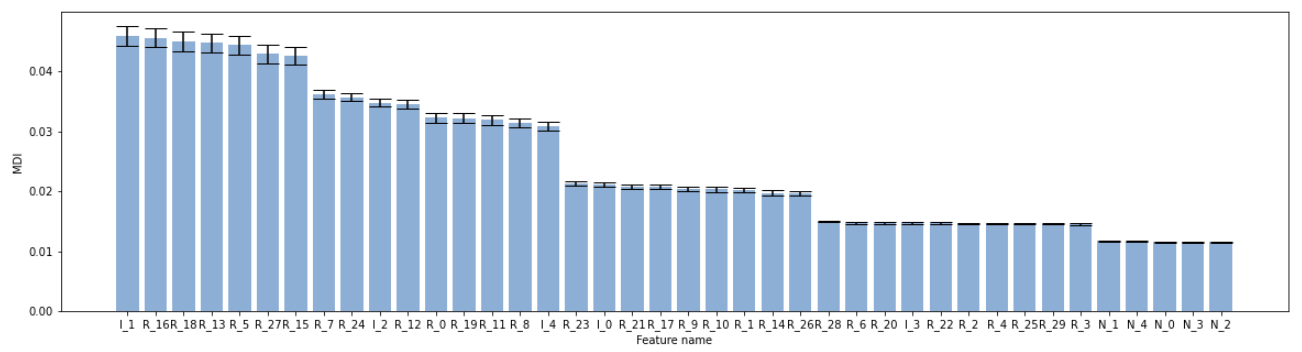 MDI
0.04
0.03
0.02
0.01
0.00
I_1 R_16 R_18 R_13 R_5 R_27 R_15 R_7 R_24 I_2 R_12 R_0 R_19 R_11 R_8 I_4 R_23 I_0 R_21 R_17 R_9 R_10 R_1 R_14 R_26 R_28 R_6 R_20 I_3 R_22 R_2 R_4 R_25 R_29 R_3 N_1 N_4 N_0 N_3 N_2
Feature name